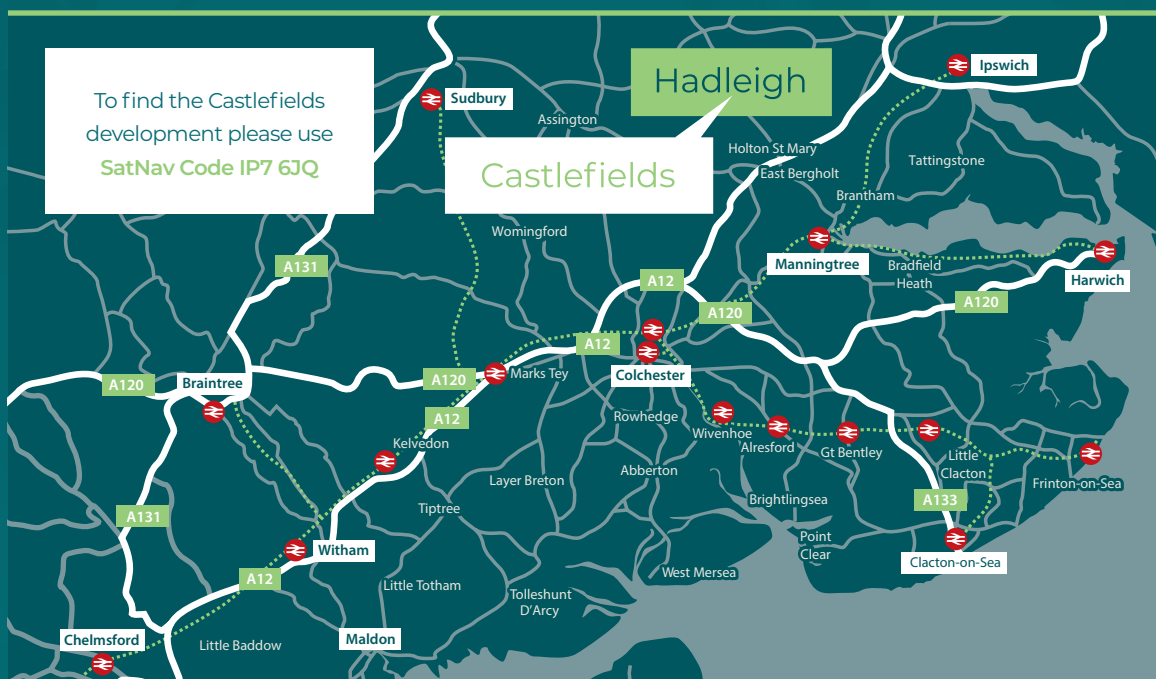 To find the Castlefields
development please use
SatNav Code IP7 6JQ
Hadleigh
Castlefields
Ipswich
Sudbury
Assington
Holton St Mary
East Bergholt
Tattingstone
Brantham
Womingford
Manningtree
Bradfield
Heath
Harwich
A131
A12
A120
A120
A12
Colchester
A120
Braintree
A120
Marks Tey
A12
Kelvedon
Rowhedge
Wivenhoe
Alresford
Gt Bentley
Little
Clacton
Frinton-on-Sea
Abberton
Layer Breton
Brightlingsea
A133
Tiptree
A131
Point
Clear
Clacton-on-Sea
Witham
A12
West Mersea
Little Totham
Tolleshunt
D'Arcy
Chelmsford
Little Baddow
Maldon